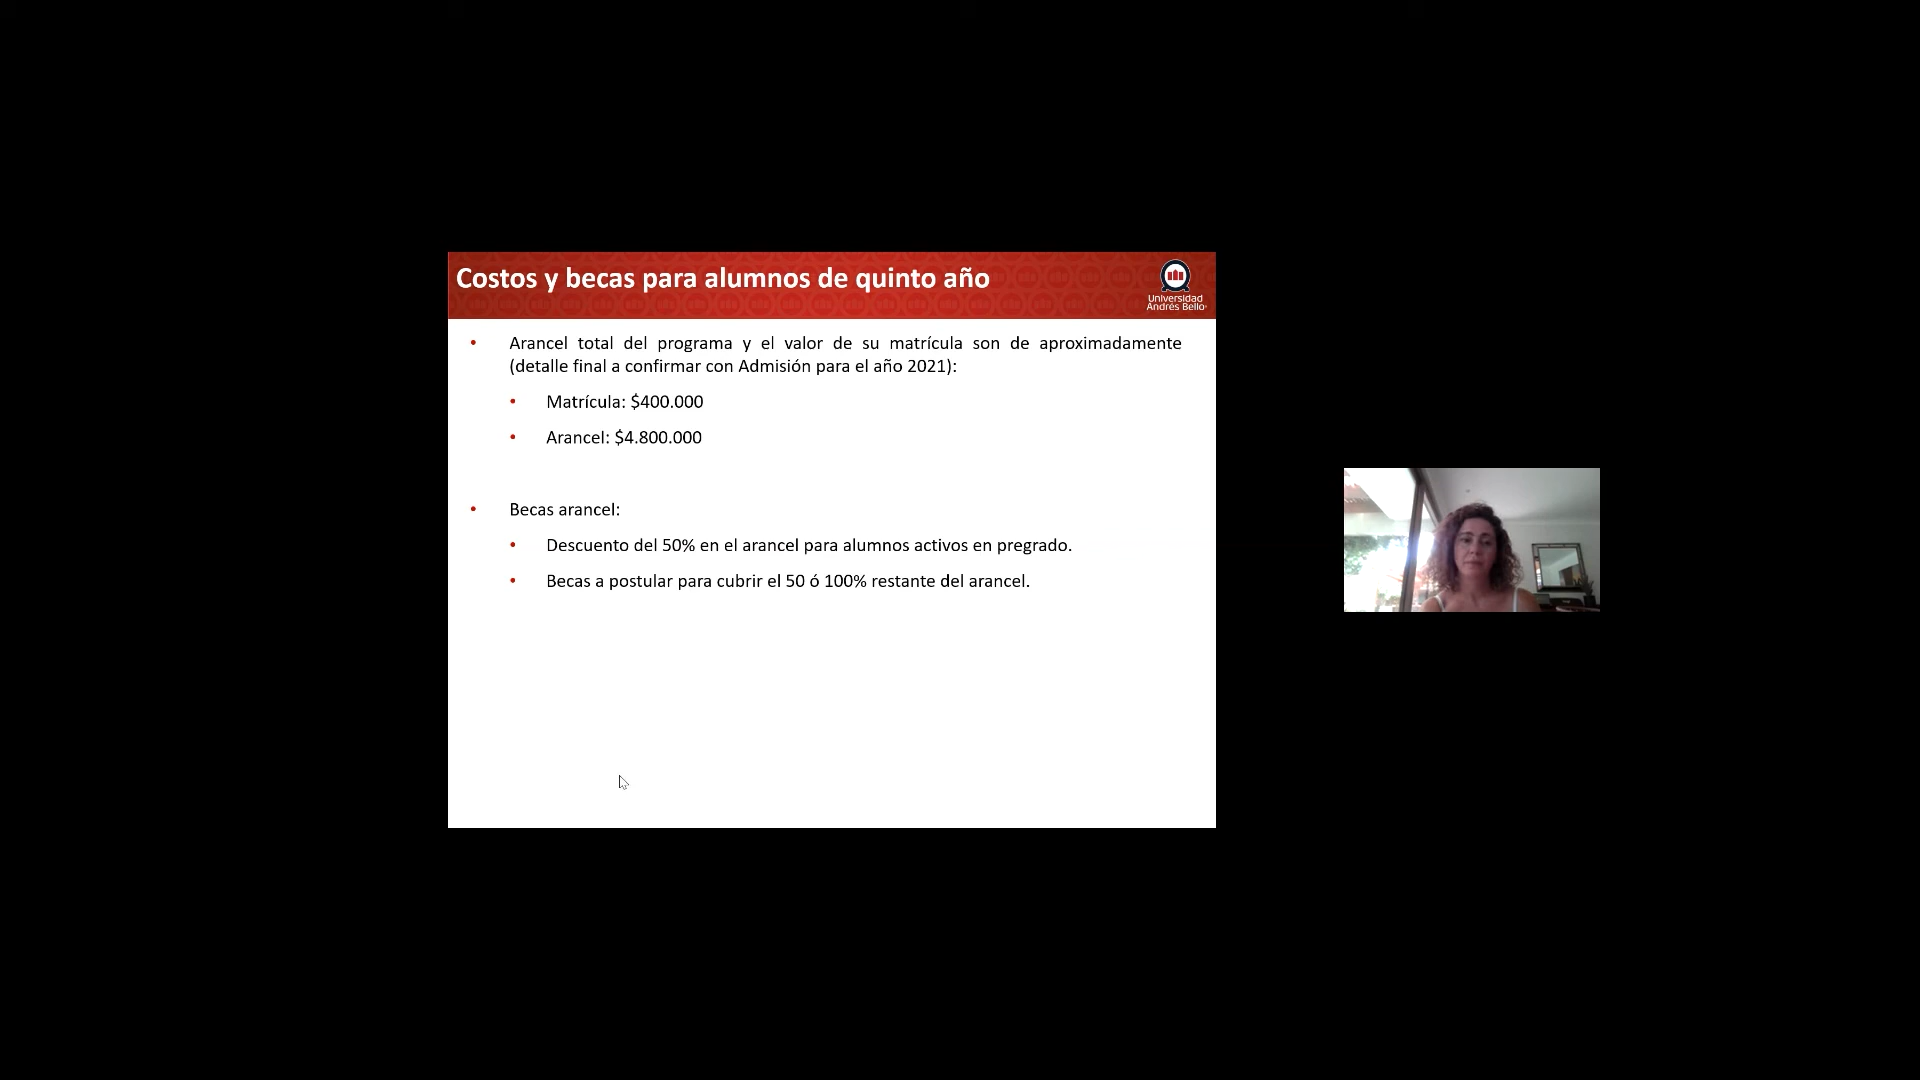 Costos y becas para alumnos de quinto año
Universidad
Andrés Bello
• Arancel total del programa y el valor de su matrícula son de aproximadamente
(detalle final a confirmar con Admisión para el año 2021):
• Matrícula: $400.000
• Arancel: $4.800.000
• Becas arancel:
• Descuento del 50% en el arancel para alumnos activos en pregrado.
• Becas a postular para cubrir el 50 ó 100% restante del arancel.